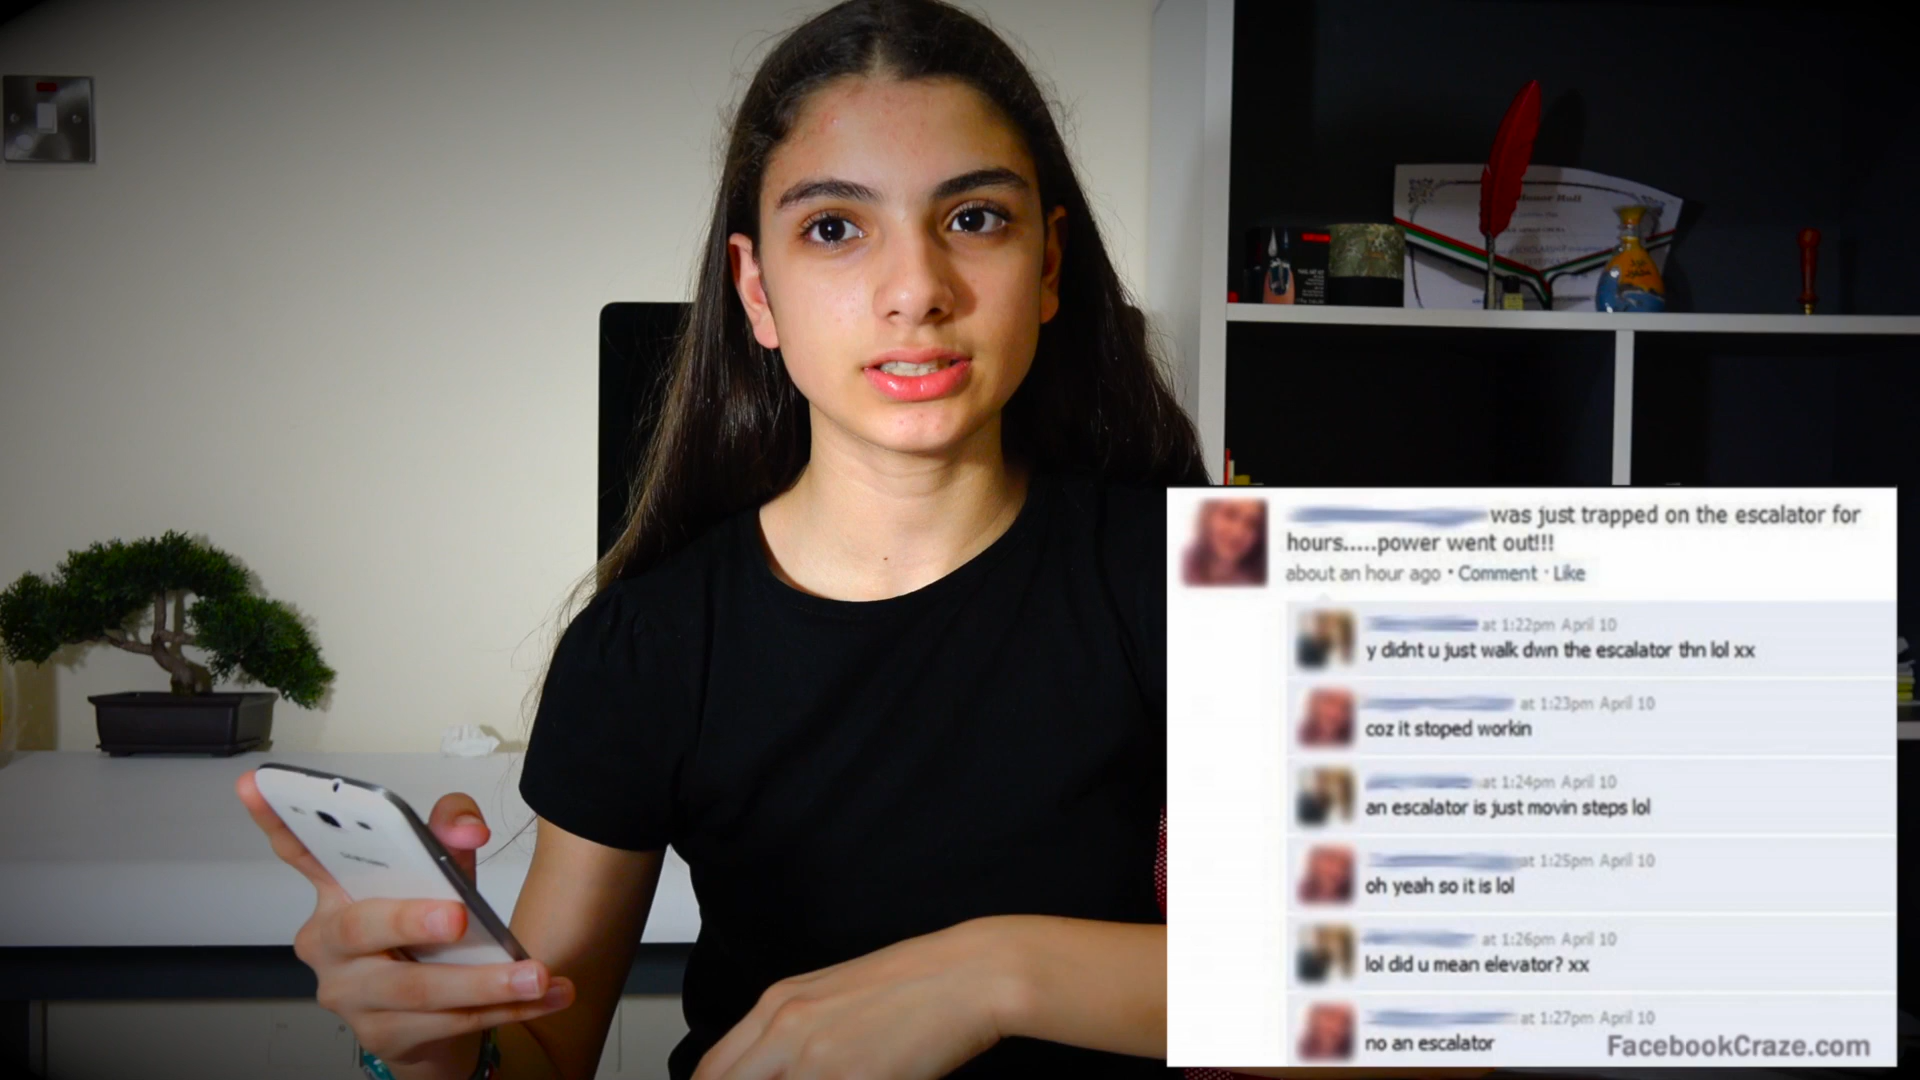 Honor Roll
was just trapped on the escalator for
hours.....power went out!!!
about an hour ago · Comment · Like
at 1:22pm April 10
y didnt u just walk dwn the escalator thn lol xx
at 1:23pm April 10
coz it stoped workin
at 1:24pm April 10
an escalator is just movin steps lol
at 1:25pm April 10
oh yeah so it is lol
at 1:26pm April 10
lol did u mean elevator? xx
at 1:27pm April 10
no an escalator
FacebookCraze.com